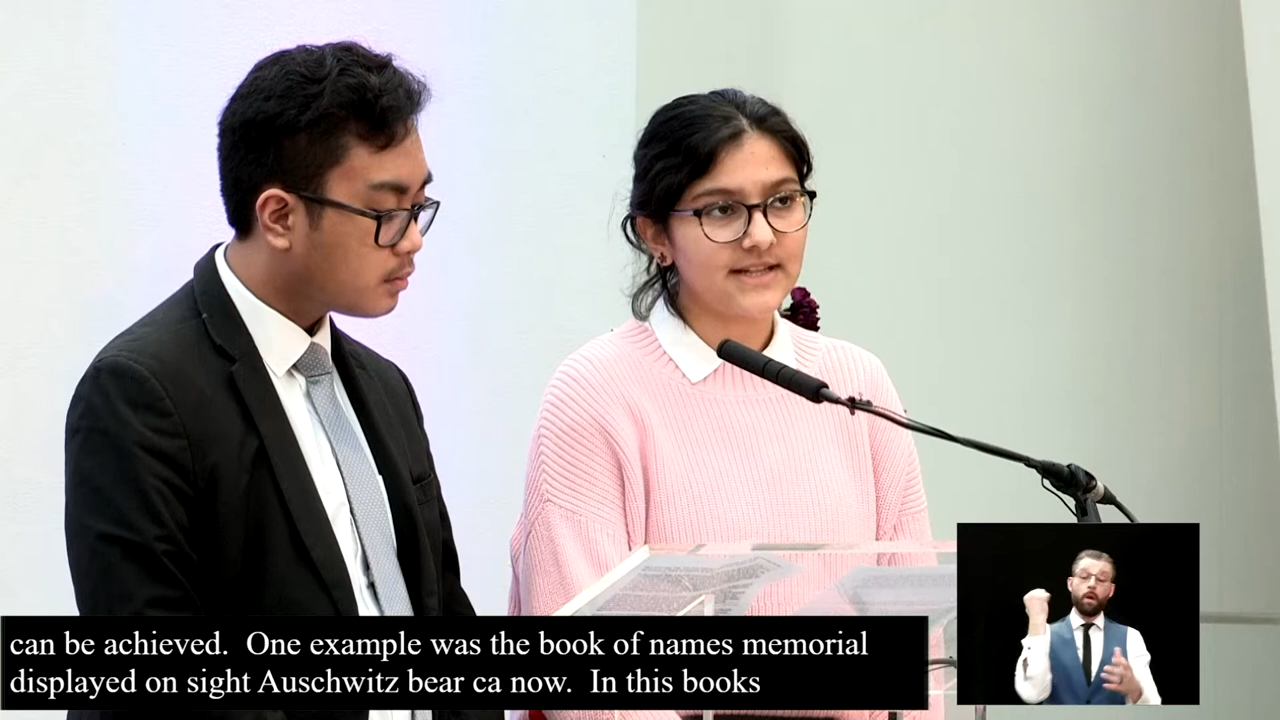 can be achieved.  One example was the book of names memorial
displayed on sight Auschwitz bear ca now.  In this books